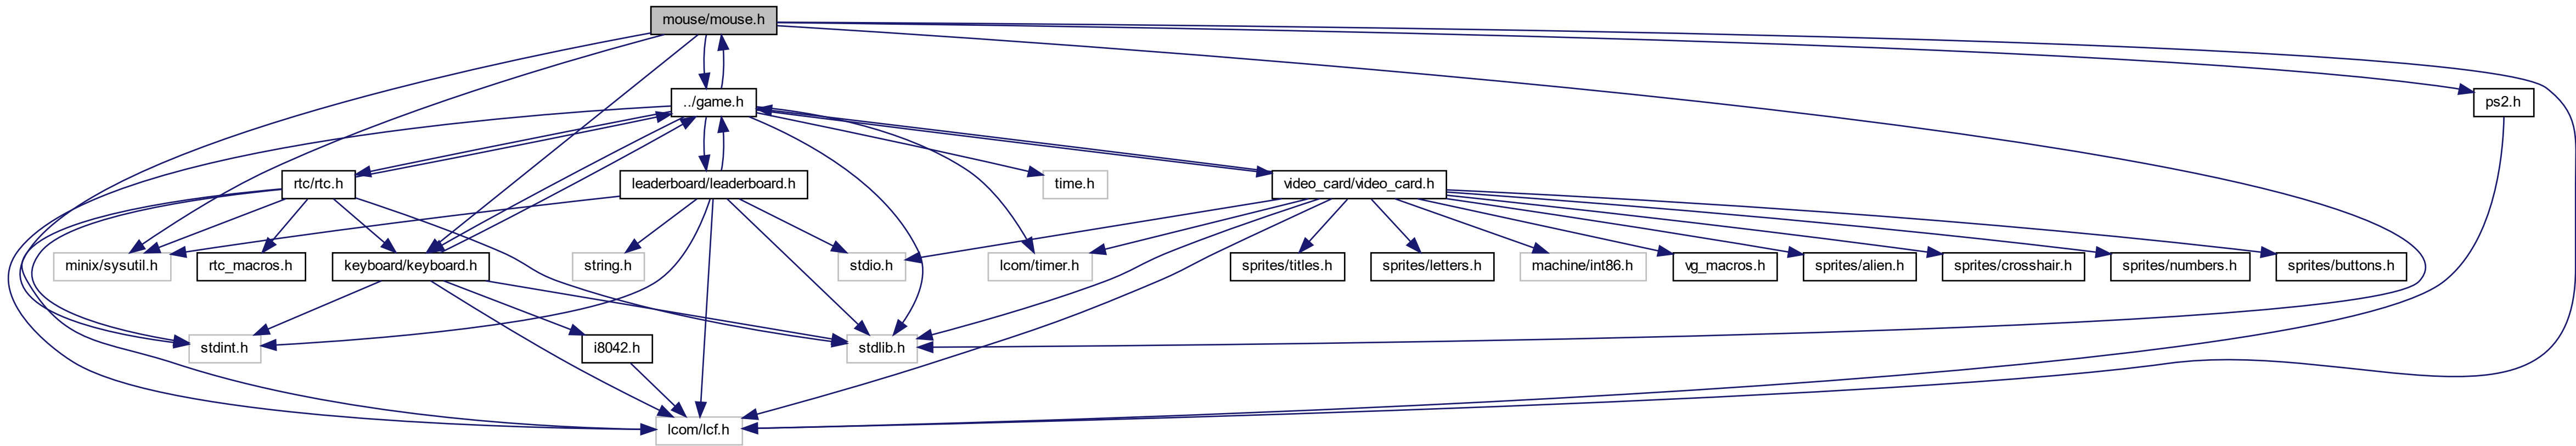 mouse/mouse.h
../game.h
ps2.h
rtc/rtc.h
leaderboard/leaderboard.h
time.h
video_card/video_card.h
minix/sysutil.h
rtc_macros.h
keyboard/keyboard.h
string.h
stdio.h
lcom/timer.h
sprites/titles.h
sprites/letters.h
machine/int86.h
vg_macros.h
sprites/alien.h
sprites/crosshair.h
sprites/numbers.h
sprites/buttons.h
stdint.h
i8042.h
stdlib.h
lcom/lcf.h